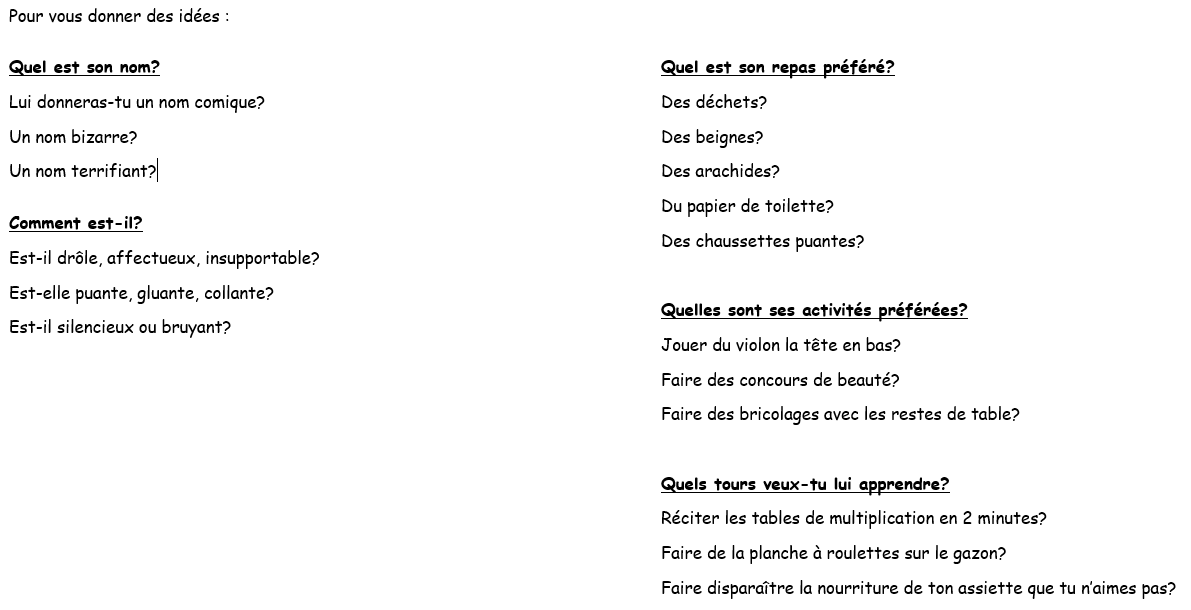 Pour vous donner des idées :
Quel est son nom?
Lui donneras-tu un nom comique?
Un nom bizarre?
Un nom terrifiant?
Comment est-il?
Est-il drôle, affectueux, insupportable?
Est-elle puante, gluante, collante?
Est-il silencieux ou bruyant?
Quel est son repas préféré?
Des déchets?
Des beignes?
Des arachides?
Du papier de toilette?
Des chaussettes puantes?
Quelles sont ses activités préférées?
Jouer du violon la tête en bas?
Faire des concours de beauté?
Faire des bricolages avec les restes de table?
Quels tours veux-tu lui apprendre?
Réciter les tables de multiplication en 2 minutes?
Faire de la planche à roulettes sur le gazon?
Faire disparaître la nourriture de ton assiette que tu n’aimes pas?